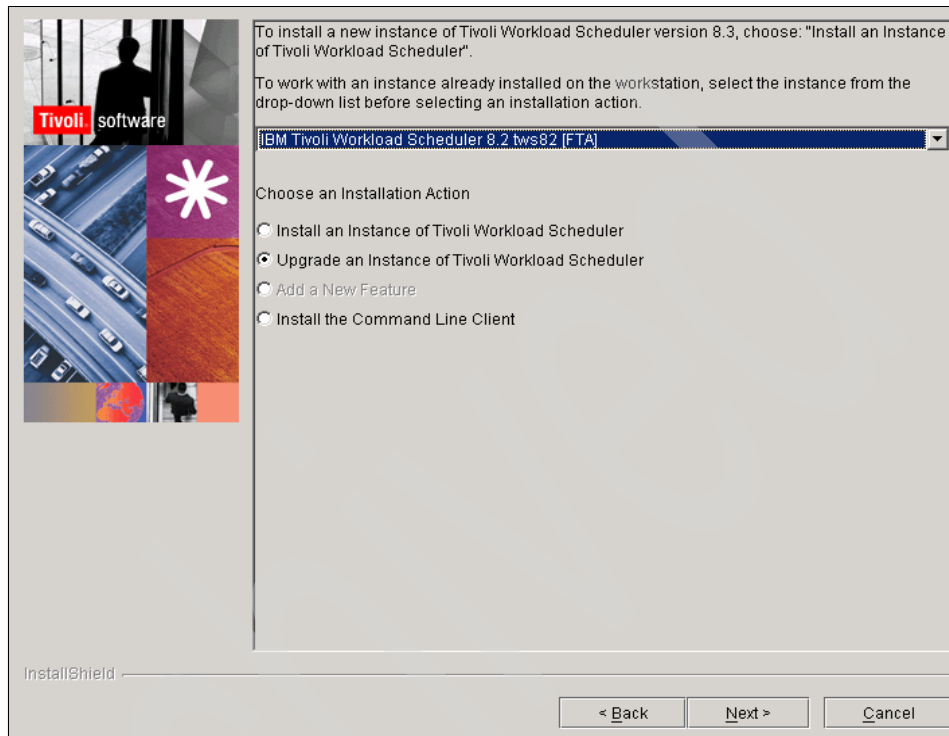 To install a new instance of Tivoli Workload Scheduler version 8.3, choose: "Install an Instance
of Tivoli Workload Scheduler".
To work with an instance already installed on the workstation, select the instance from the
drop-down list before selecting an installation action.
Tivoli. software
IBM Tivoli Workload Scheduler 8.2 tws82 [FTA]
Choose an Installation Action
Install an Instance of Tivoli Workload Scheduler
Upgrade an Instance of Tivoli Workload Scheduler
Add a New Feature
Install the Command Line Client
InstallShield
< Back Next > Cancel